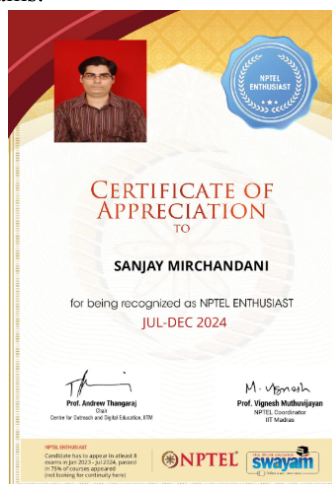 NPTEL
ENTHUSIAST
CERTIFICATE OF
APPRECIATION
TO
SANJAY MIRCHANDANI
for being recognized as NPTEL ENTHUSIAST
JUL-DEC 2024
Prof. Andrew Thangaraj
Chair
Centre for Outreach and Digital Education, IITM
M. Vignesh
Prof. Vignesh Muthuvijayan
NPTEL Coordinator
IIT Madras
NPTEL ENTHUSIAST
Candidate has to appear in atleast 8
exams in Jan 2023 - Jul 2024, passed
in 75% of courses appeared
(not looking for continuity here)
NPTEL
swayam